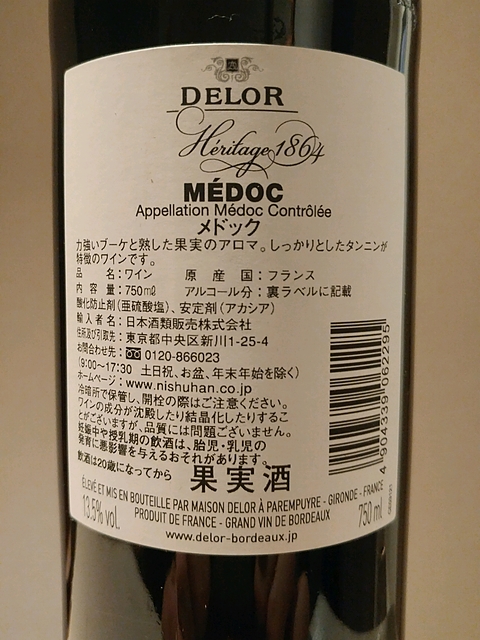 DELOR
Héritage 1864
MÉDOC
Appellation Médoc Contrôlée
メドック
力強いブーケと熟した果実のアロマ。しっかりとしたタンニンが
特徴のワインです。
品 名：ワイン 原 産 国：フランス
内 容 量：750㎖ アルコール分：裏ラベルに記載
酸化防止剤（亜硫酸塩）、安定剤（アカシア）
輸 入 者：日本酒類販売株式会社
住所及び引取先：東京都中央区新川1-25-4
お問合わせ先： 0120-866023
（9:00～17:30 土日祝、お盆、年末年始を除く）
ホームページ：www.nishuhan.co.jp
冷暗所で保管し、開栓の際はご注意ください。
ワインの成分が沈殿したり結晶化したりするこ
とがございますが、品質には問題ございません。
妊娠中や授乳期の飲酒は、胎児・乳児の
発育に悪影響を与えるおそれがあります。
飲酒は20歳になってから 果実酒
4 904339 062295
ÉLEVÉ ET MIS EN BOUTEILLE PAR MAISON DELOR À PAREMPUYRE - GIRONDE - FRANCE
13.5% vol. PRODUIT DE FRANCE - GRAND VIN DE BORDEAUX 750 ml
www.delor-bordeaux.jp